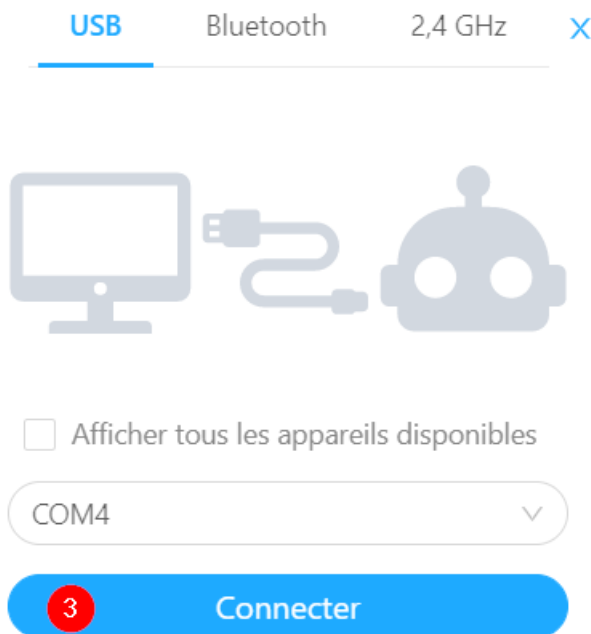 USB Bluetooth 2,4 GHz X
Afficher tous les appareils disponibles
COM4
3 Connecter